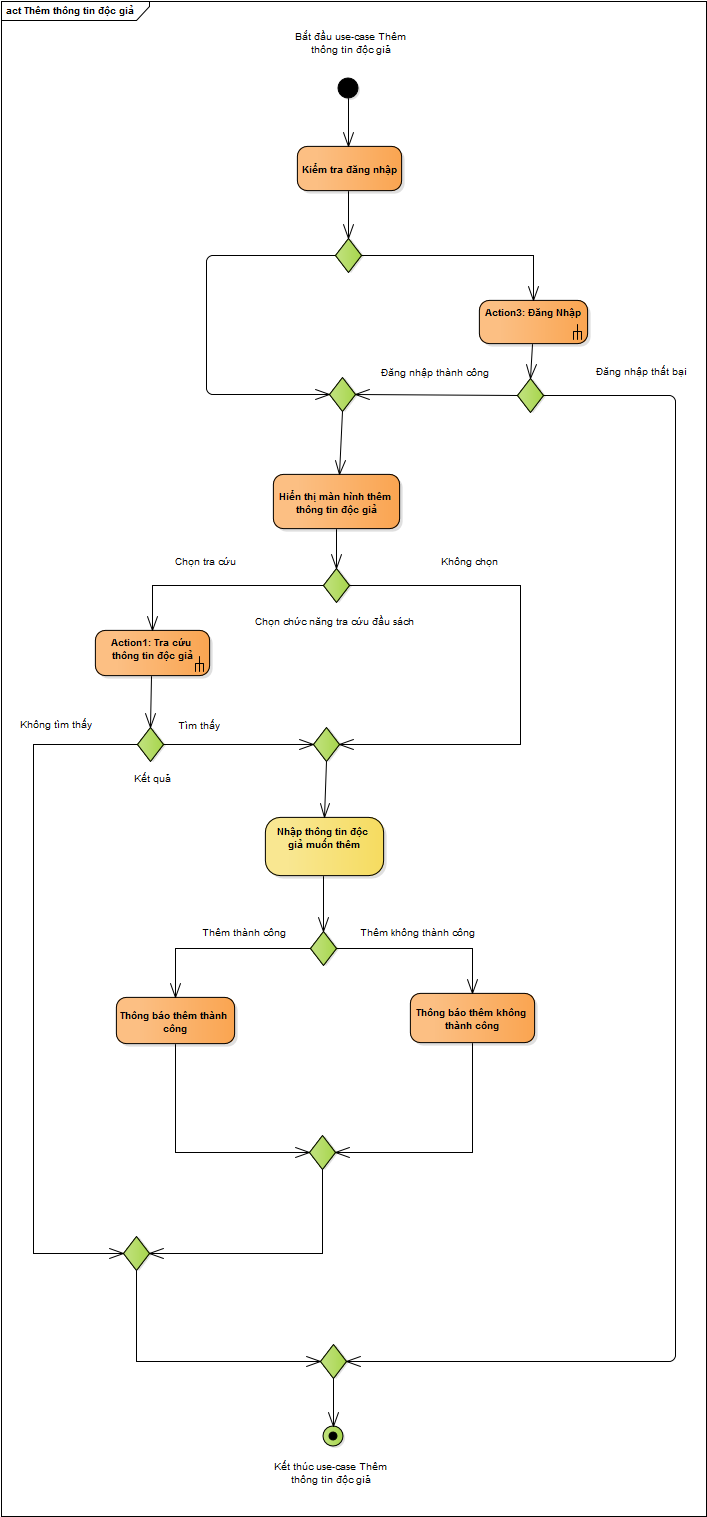 act Thêm thông tin độc giả
Bắt đầu use-case Thêm
thông tin độc giả
Kiểm tra đăng nhập
Action3: Đăng Nhập
Đăng nhập thành công
Đăng nhập thất bại
Hiển thị màn hình thêm
thông tin độc giả
Chọn tra cứu
Không chọn
Chọn chức năng tra cứu đầu sách
Action1: Tra cứu
thông tin độc giả
Không tìm thấy
Tìm thấy
Kết quả
Nhập thông tin độc
giả muốn thêm
Thêm thành công
Thêm không thành công
Thông báo thêm thành
công
Thông báo thêm không
thành công
Kết thúc use-case Thêm
thông tin độc giả